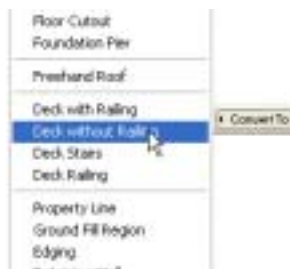 Floor Cutout
Foundation Pier
Freehand Roof
Deck with Railing
Deck without Railing
Convert To
Deck Stairs
Deck Railing
Property Line
Ground Fill Region
Edging